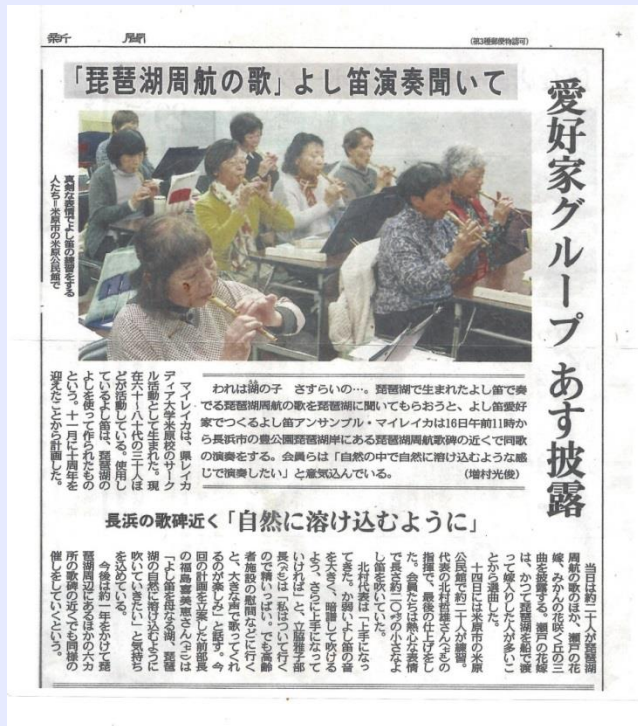 新聞
(第3種郵便物認可)
「琵琶湖周航の歌」よし笛演奏聞いて
愛好家グループ あす披露
真剣な表情でよし笛の練習をする
人たち＝米原市の米原公民館で
われは湖の子 さすらいの…。琵琶湖で生まれたよし笛で奏
でる琵琶湖周航の歌を琵琶湖に聞いてもらおうと、よし笛愛好
家でつくるよし笛アンサンブル・マイレイカは16日午前11時か
ら長浜市の豊公園琵琶湖岸にある琵琶湖周航歌碑の近くで同歌
の演奏をする。会員らは「自然の中で自然に溶け込むような感
じで演奏したい」と意気込んでいる。 (増村光俊)
マイレイカは、県レイカ
ディア大学米原校のサーク
ル活動として生まれた。現
在六十〜八十代の三十人ほ
どが活動している。使用し
ているよし笛は、琵琶湖の
よしを使って作られたもの
という。十一月に十周年を
迎えたことから計画した。
長浜の歌碑近く「自然に溶け込むように」
当日は約二十人が琵琶湖
周航の歌のほか、瀬戸の花
嫁、みかんの花咲く丘の三
曲を披露する。瀬戸の花嫁
は、かつて琵琶湖を船で渡
って嫁入りした人が多いこ
とから選曲した。
十四日には米原市の米原
公民館で約二十人が練習。
代表の北村哲雄さんの
指揮で、最後の仕上げをし
た。会員たちは熱心な表情
で長さ約二〇㌢の小さなよ
し笛を吹いていた。
北村代表は「上手になっ
てきた。か弱いよし笛の音
を大きく、暗譜して吹ける
よう、さらに上手になって
いければ」と、立脇雅子部
長は「私はついて行く
ので精いっぱい。でも高齢
者施設の慰問などに行く
と、大きな声で歌ってくれ
るのが楽しみ」と話す。今
回の計画を立案した前部長
の福島喜美恵さんは
「よし笛を母なる湖、琵琶
湖の自然に溶け込むように
吹いていきたい」と気持ち
を込めている。
今後は約一年をかけて琵
琶湖周辺にあるほかの六カ
所の歌碑の近くでも同様の
催しをしていくという。